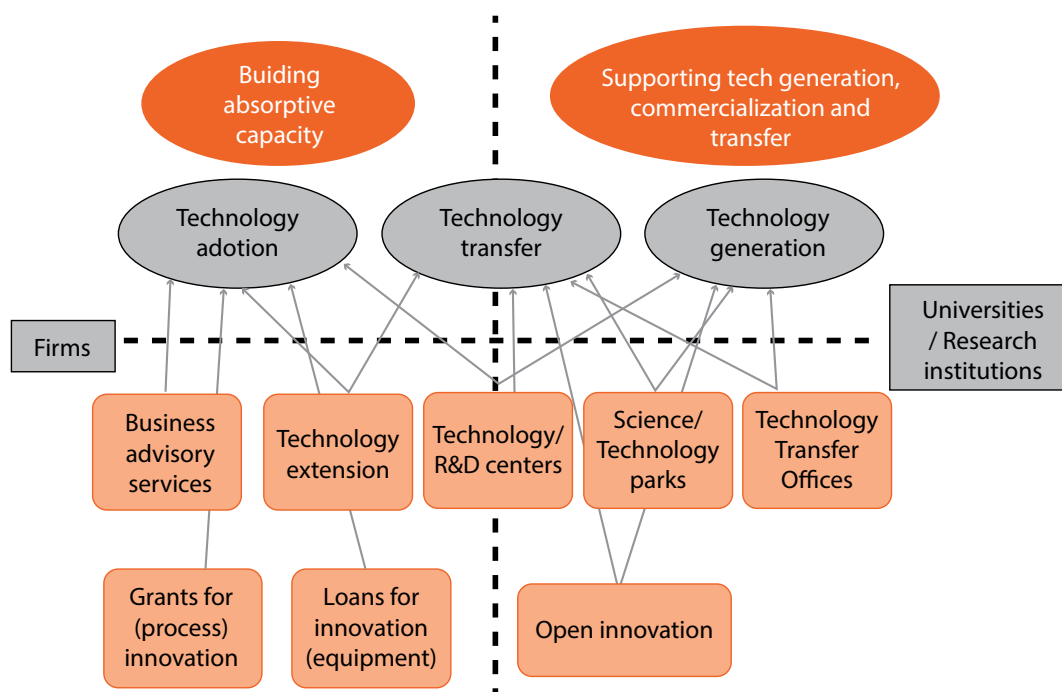 Buiding
absorptive
capacity
Supporting tech generation,
commercialization and
transfer
Technology
adotion
Technology
transfer
Technology
generation
Firms
Universities
/ Research
institutions
Business
advisory
services
Technology
extension
Technology/
R&D centers
Science/
Technology
parks
Technology
Transfer
Offices
Grants for
(process)
innovation
Loans for
innovation
(equipment)
Open innovation